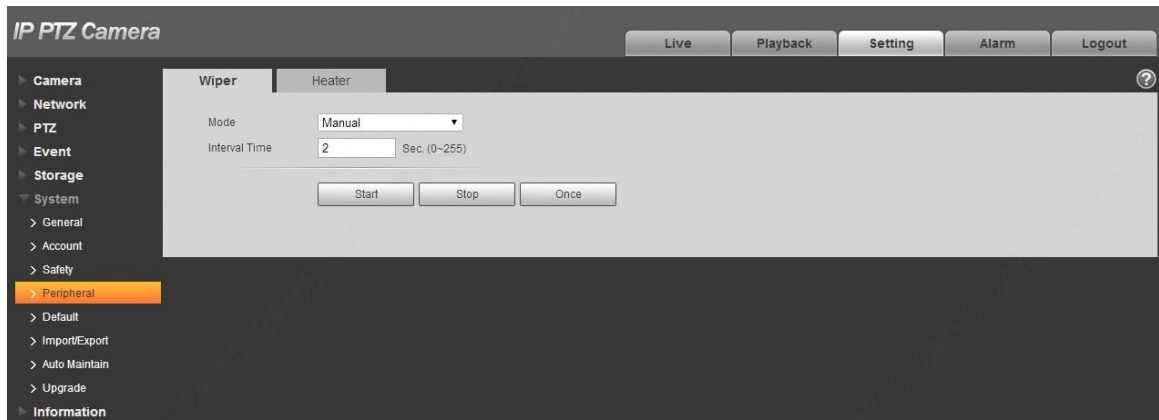 IP PTZ Camera
Live Playback Setting Alarm Logout
Camera
Network
PTZ
Event
Storage
System
General
Account
Safety
Peripheral
Default
Import/Export
Auto Maintain
Upgrade
Information
Wiper Heater
?
Mode Manual
Interval Time 2 Sec. (0~255)
Start Stop Once